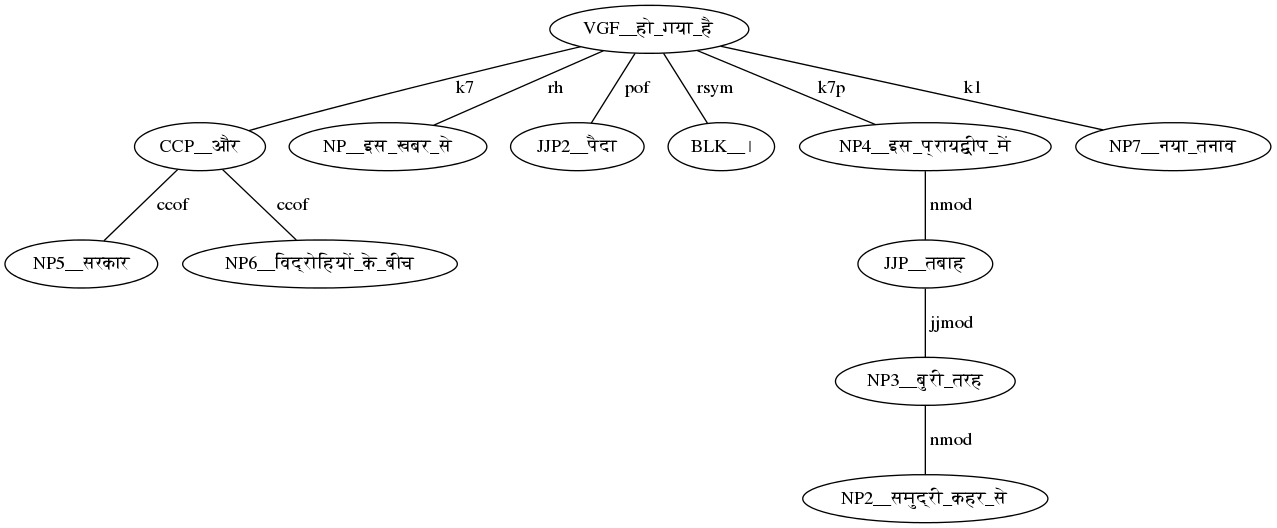 VGF__हो_गया_है
k7 rh pof rsym k7p k1
CCP__और NP__इस_खबर_से JJP2__पैदा BLK__। NP4__इस_प्रायद्वीप_में NP7__नया_तनाव
ccof ccof nmod
NP5__सरकार NP6__विद्रोहियों_के_बीच JJP__तबाह
jjmod
NP3__बुरी_तरह
nmod
NP2__समुद्री_कहर_से